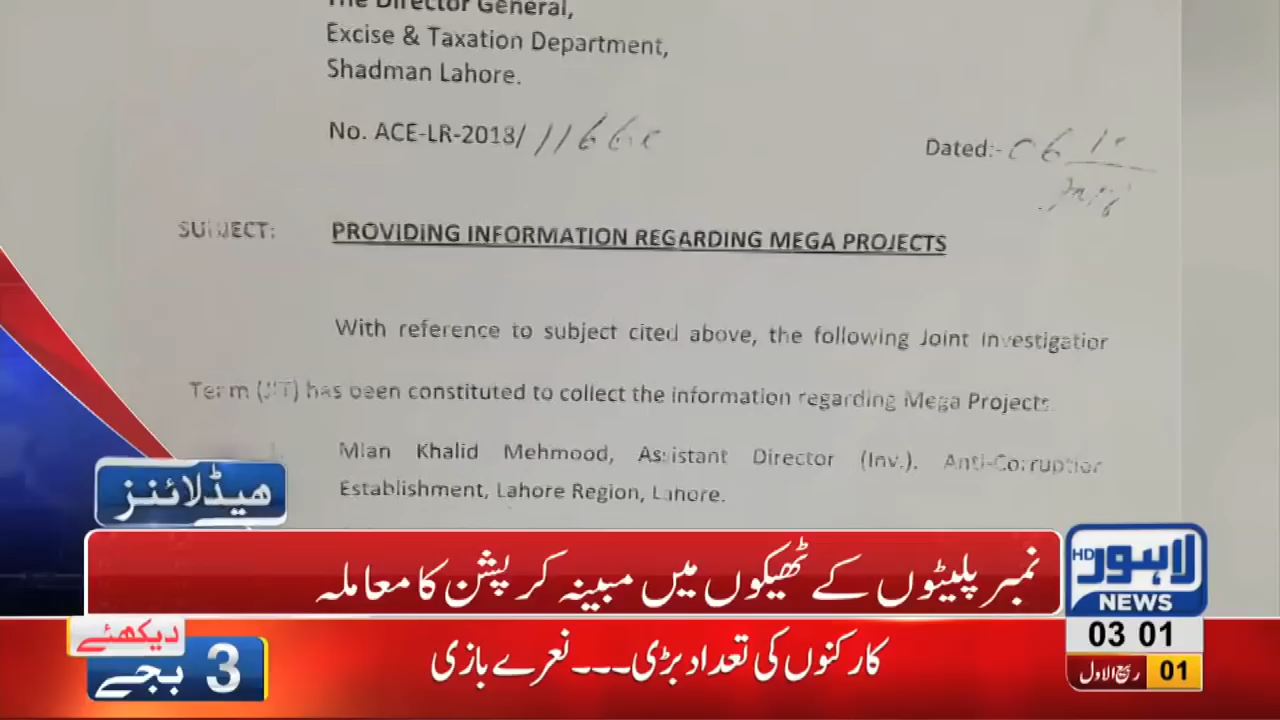 The Director General,
Excise & Taxation Department,
Shadman Lahore.
No. ACE-LR-2018/
Dated:-
SUBJECT:
PROVIDING INFORMATION REGARDING MEGA PROJECTS
With reference to subject cited above, the following Joint Investigation
Term (JIT) has been constituted to collect the information regarding Mega Projects.
Mian Khalid Mehmood, Assistant Director (Inv.). Anti-Corruption
Establishment, Lahore Region, Lahore.
ہیڈلائنز
نمبر پلیٹوں کے ٹھیکوں میں مبینہ کرپشن کا معاملہ
لاہور HD
NEWS
03 01
01 ربیع الاول
دیکھئے
3 بجے
کارکنوں کی تعداد بڑی۔۔۔نعرے بازی